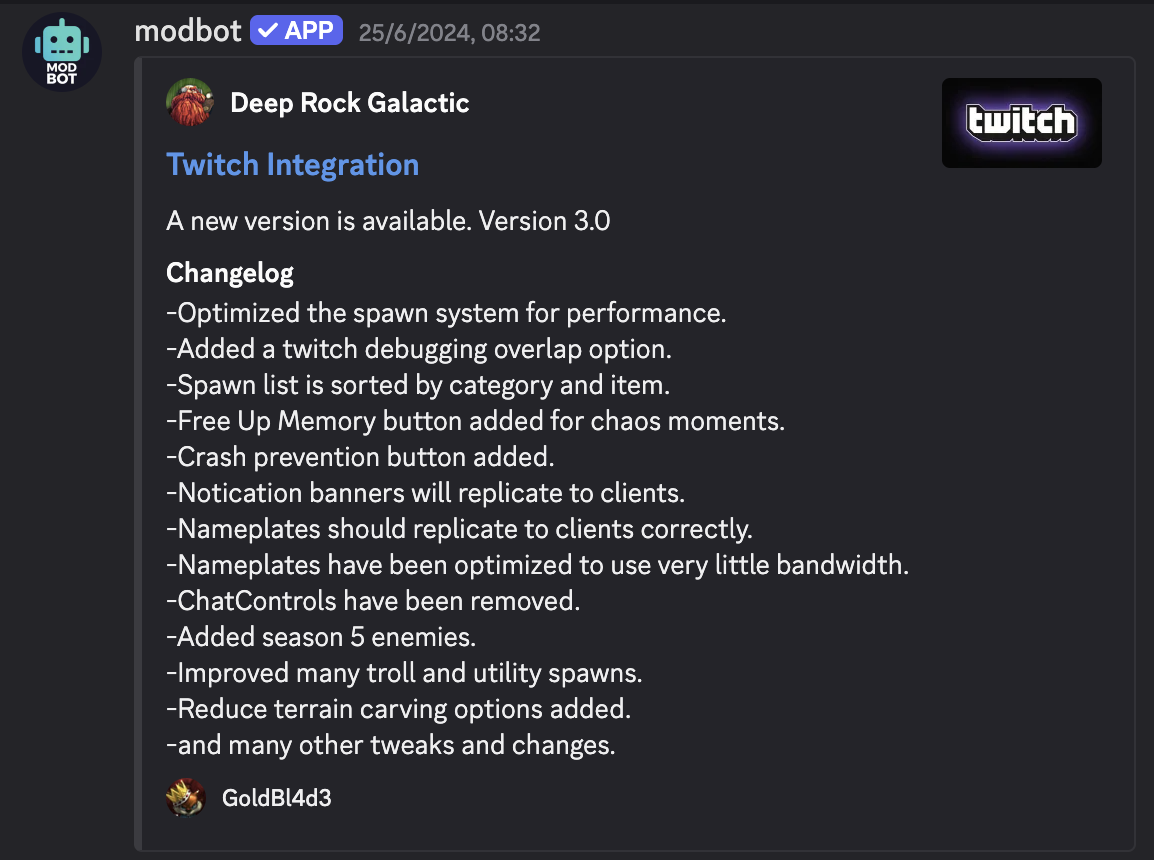 modbot APP 25/6/2024, 08:32
MOD
BOT
Deep Rock Galactic
twitch
Twitch Integration
A new version is available. Version 3.0
Changelog
-Optimized the spawn system for performance.
-Added a twitch debugging overlap option.
-Spawn list is sorted by category and item.
-Free Up Memory button added for chaos moments.
-Crash prevention button added.
-Notication banners will replicate to clients.
-Nameplates should replicate to clients correctly.
-Nameplates have been optimized to use very little bandwidth.
-ChatControls have been removed.
-Added season 5 enemies.
-Improved many troll and utility spawns.
-Reduce terrain carving options added.
-and many other tweaks and changes.
GoldBl4d3